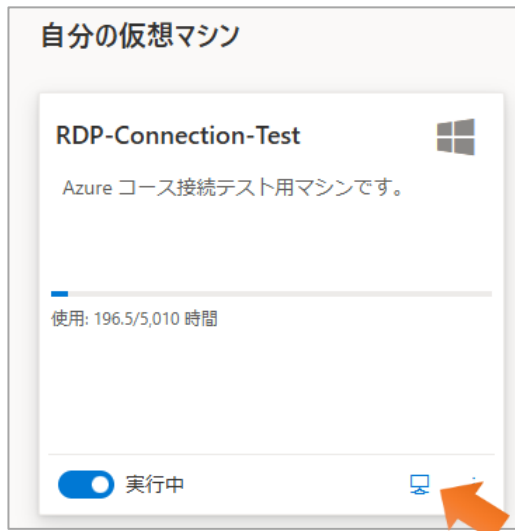 自分の仮想マシン
RDP-Connection-Test
Azure コース接続テスト用マシンです。
使用: 196.5/5,010 時間
実行中